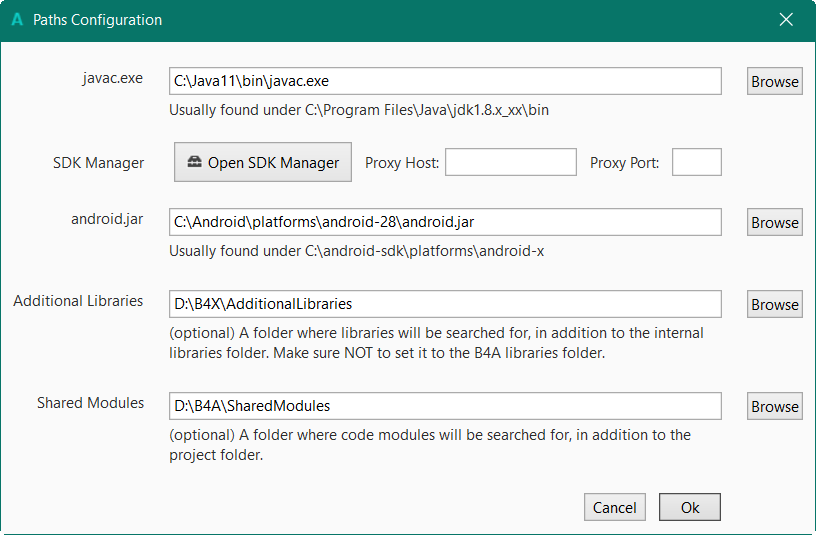 A Paths Configuration
javac.exe C:\Java11\bin\javac.exe Browse
Usually found under C:\Program Files\Java\jdk1.8.x_xx\bin
SDK Manager Open SDK Manager Proxy Host: Proxy Port:
android.jar C:\Android\platforms\android-28\android.jar Browse
Usually found under C:\android-sdk\platforms\android-x
Additional Libraries D:\B4X\AdditionalLibraries Browse
(optional) A folder where libraries will be searched for, in addition to the internal
libraries folder. Make sure NOT to set it to the B4A libraries folder.
Shared Modules D:\B4A\SharedModules Browse
(optional) A folder where code modules will be searched for, in addition to the
project folder.
Cancel Ok